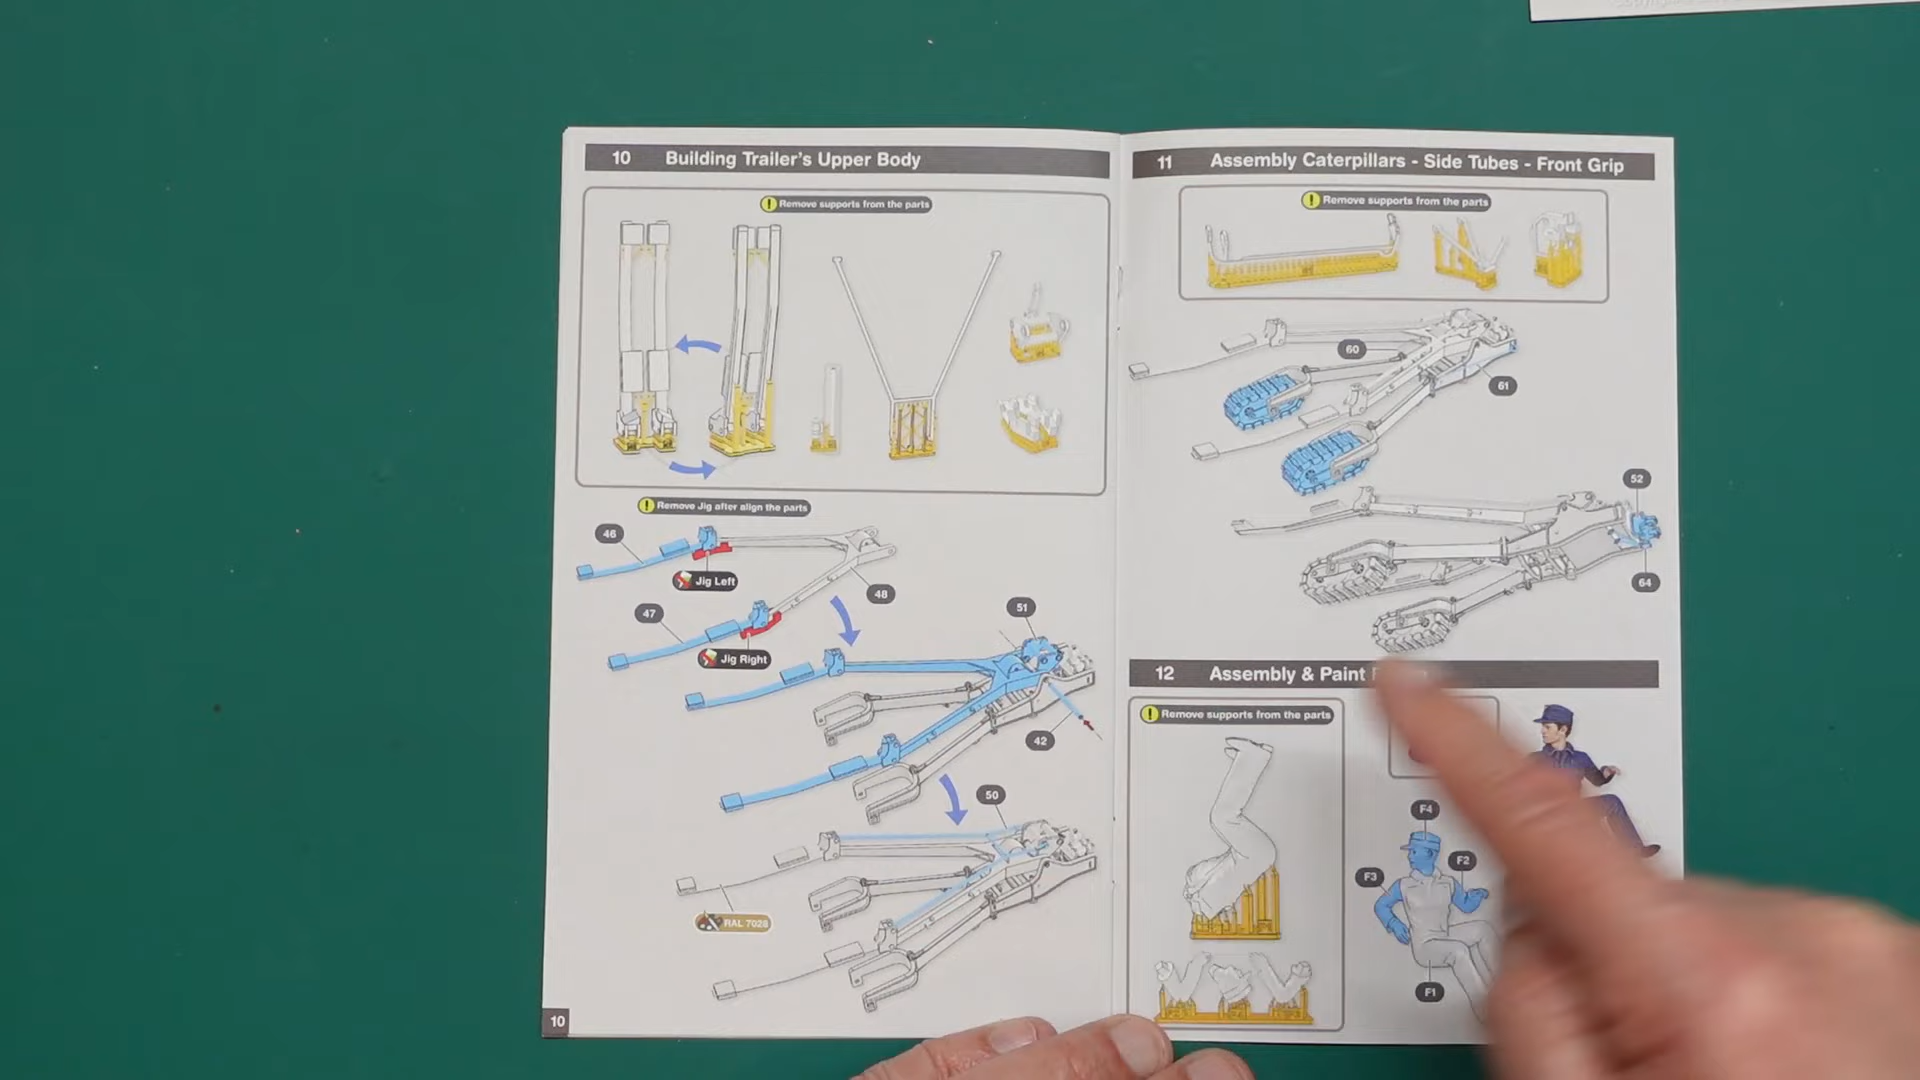 10 Building Trailer's Upper Body
! Remove supports from the parts
! Remove Jig after align the parts
46
Jig Left
48
47
Jig Right
51
42
50
RAL 7028
10
11 Assembly Caterpillars - Side Tubes - Front Grip
! Remove supports from the parts
60
61
52
64
12 Assembly & Paint
! Remove supports from the parts
F4
F2
F3
F1